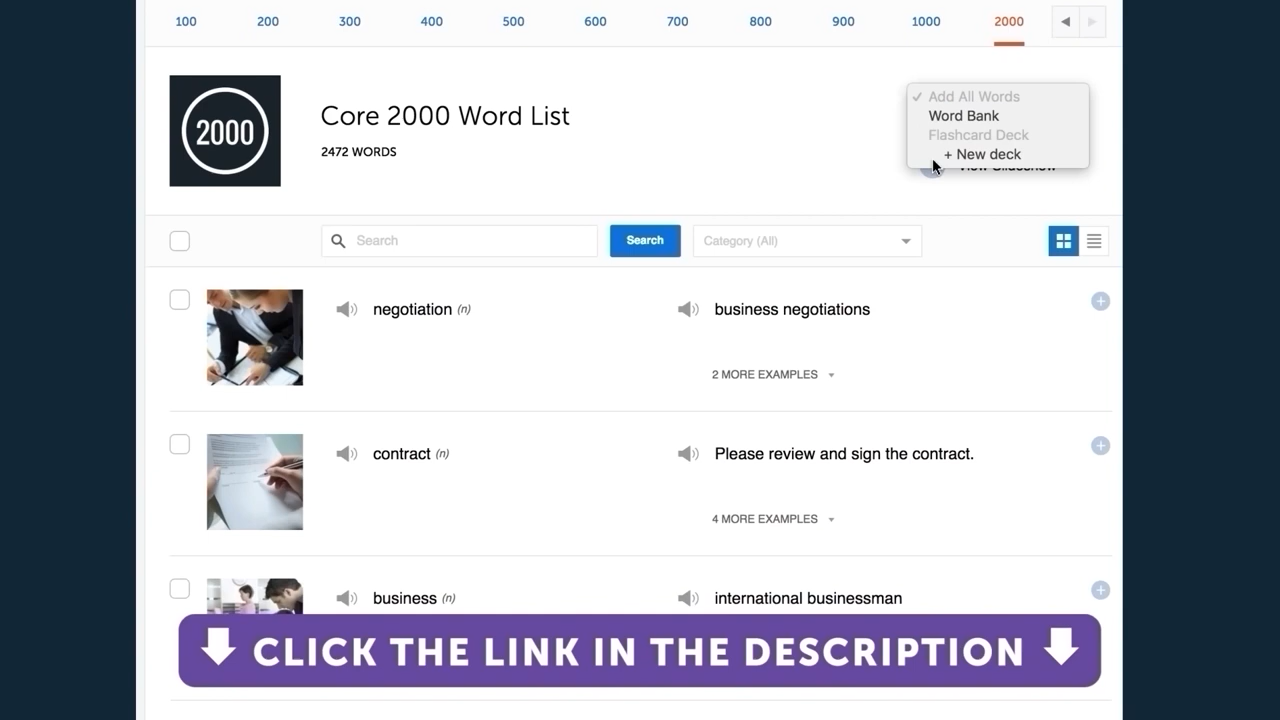 100 200 300 400 500 600 700 800 900 1000 2000
2000
Core 2000 Word List
2472 WORDS
Add All Words
Word Bank
Flashcard Deck
+ New deck
View Slideshow
Search
Search
Category (All)
negotiation (n)
business negotiations
2 MORE EXAMPLES
contract (n)
Please review and sign the contract.
4 MORE EXAMPLES
business (n)
international businessman
CLICK THE LINK IN THE DESCRIPTION